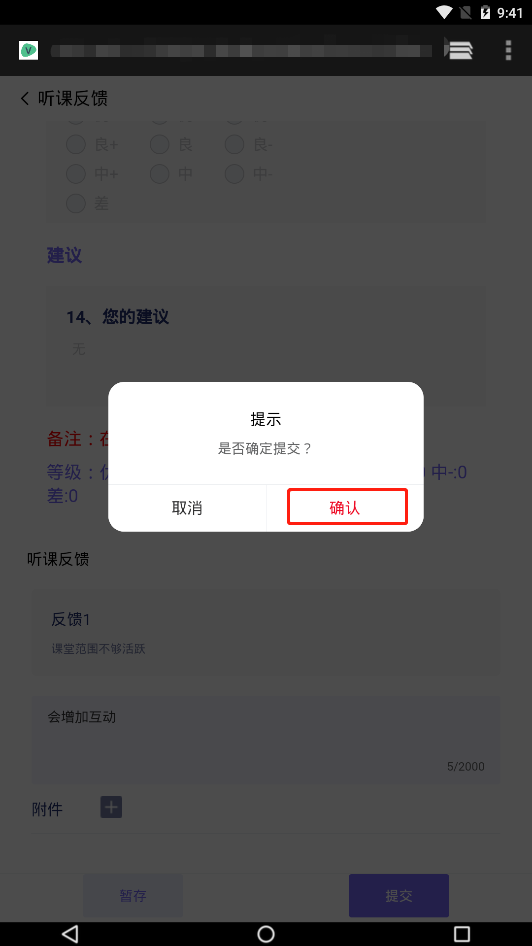 9:41
V
听课反馈
良+ 良 良-
中+ 中 中-
差
建议
14、您的建议
无
提示
是否确定提交？
取消 确认
备注：在
等级：优 中-:0
差:0
听课反馈
反馈1
课堂范围不够活跃
会增加互动
5/2000
附件
暂存 提交